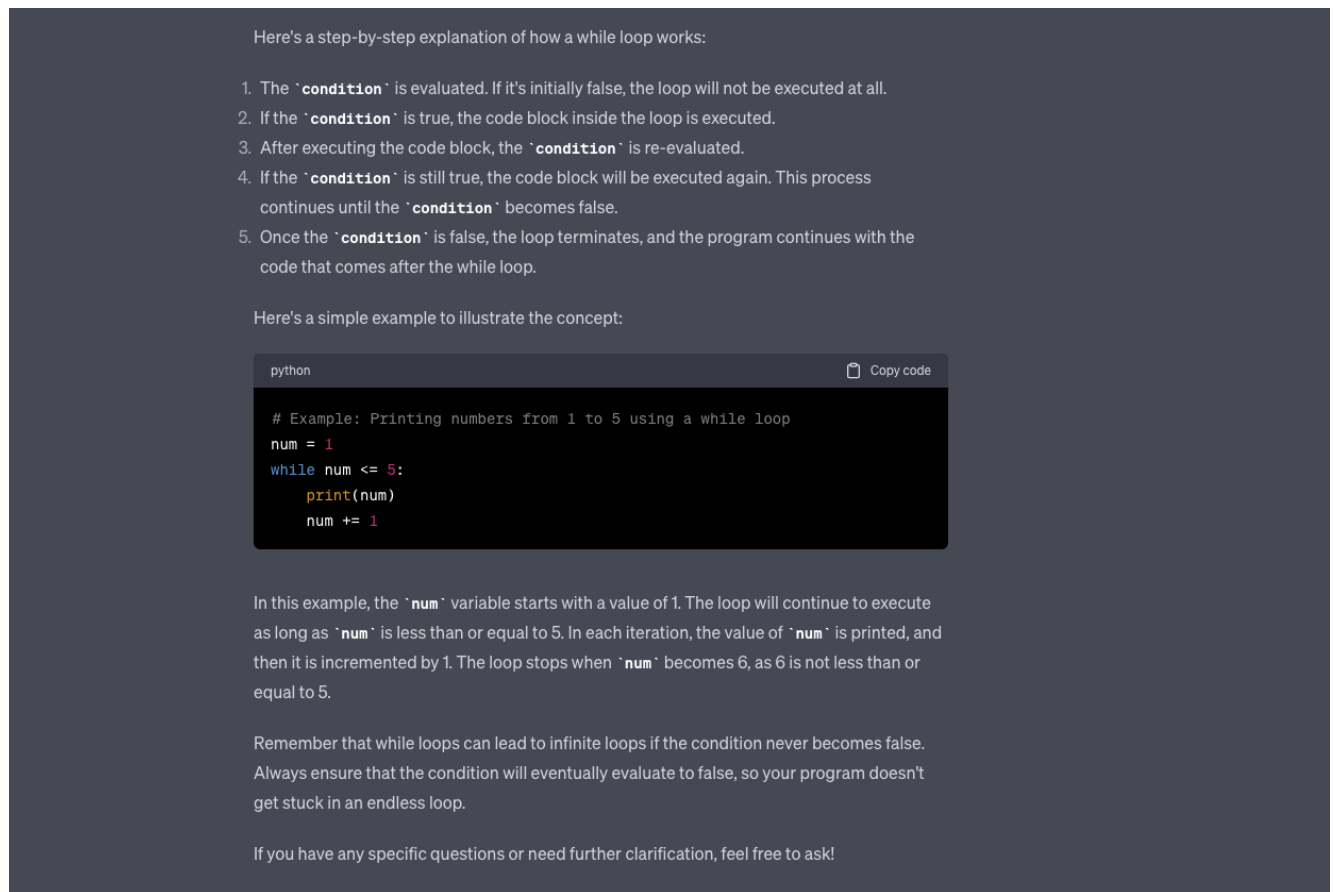 Here's a step-by-step explanation of how a while loop works:
1. The `condition` is evaluated. If it's initially false, the loop will not be executed at all.
2. If the `condition` is true, the code block inside the loop is executed.
3. After executing the code block, the `condition` is re-evaluated.
4. If the `condition` is still true, the code block will be executed again. This process
continues until the `condition` becomes false.
5. Once the `condition` is false, the loop terminates, and the program continues with the
code that comes after the while loop.
Here's a simple example to illustrate the concept:
python Copy code
# Example: Printing numbers from 1 to 5 using a while loop
num = 1
while num <= 5:
    print(num)
    num += 1
In this example, the `num` variable starts with a value of 1. The loop will continue to execute
as long as `num` is less than or equal to 5. In each iteration, the value of `num` is printed, and
then it is incremented by 1. The loop stops when `num` becomes 6, as 6 is not less than or
equal to 5.
Remember that while loops can lead to infinite loops if the condition never becomes false.
Always ensure that the condition will eventually evaluate to false, so your program doesn't
get stuck in an endless loop.
If you have any specific questions or need further clarification, feel free to ask!